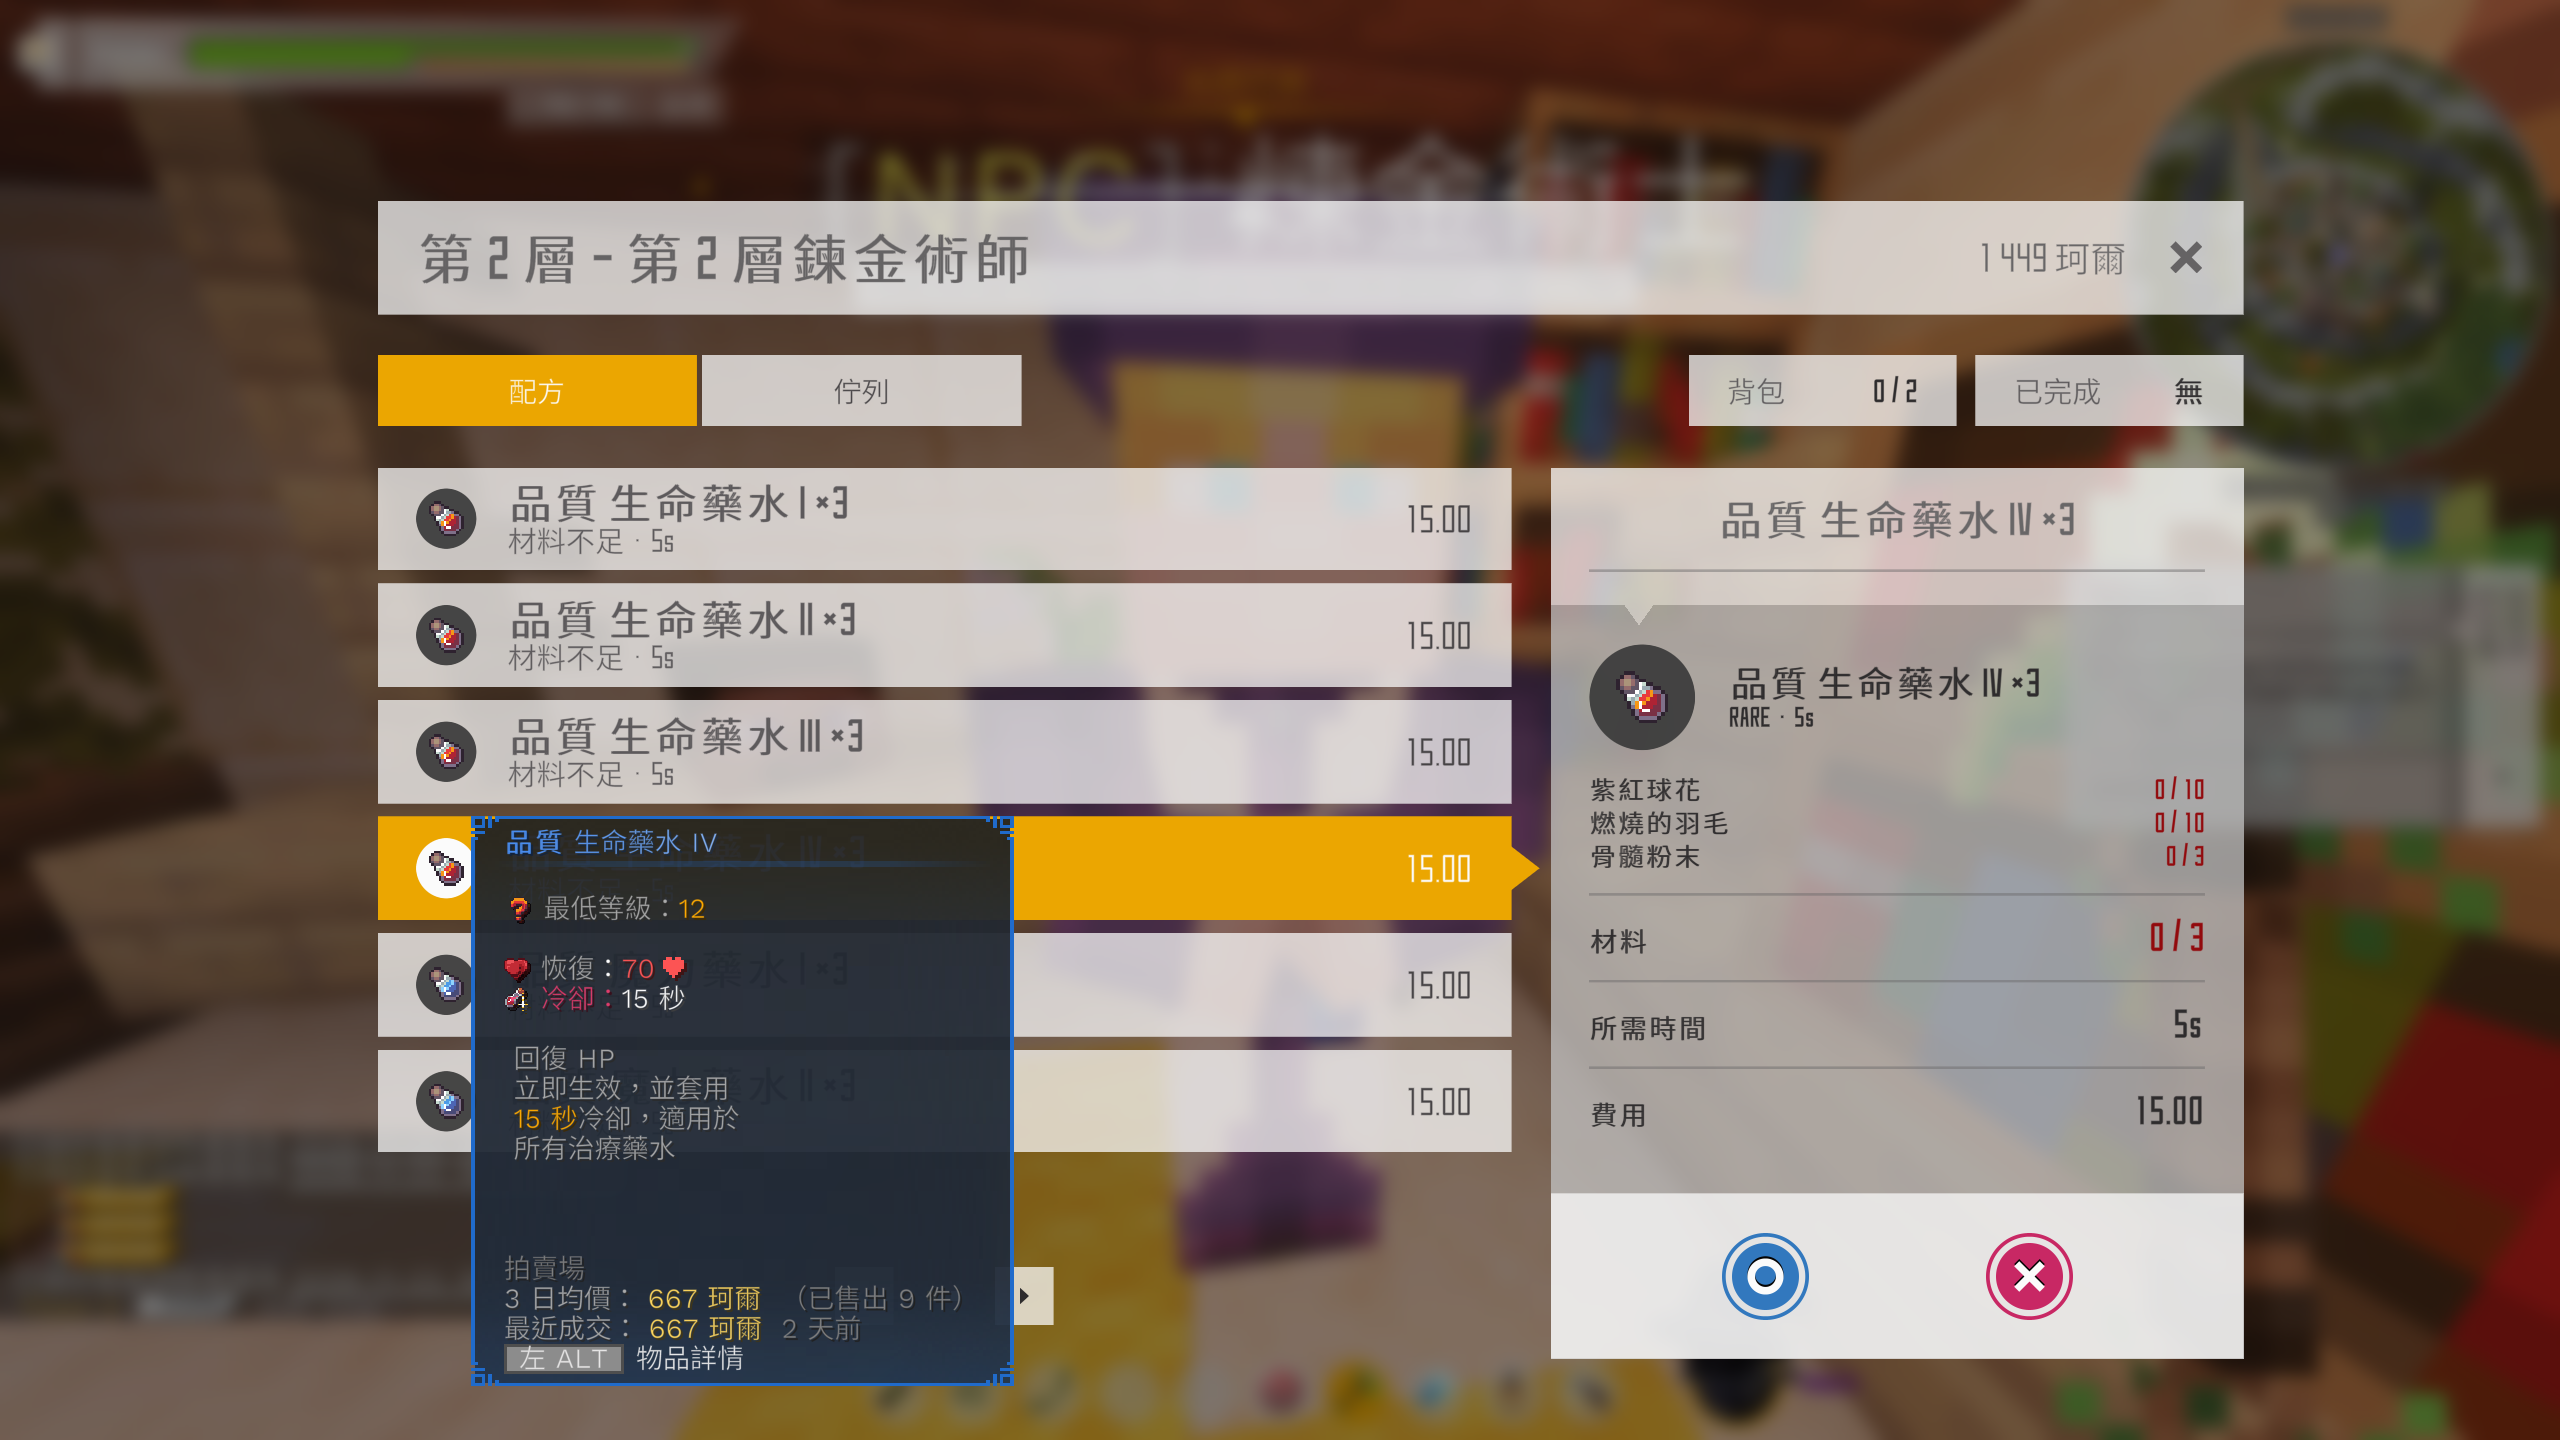 [NPC] 鍊金術士
第2層-第2層鍊金術師
1 449 珂爾
配方
佇列
背包 0/2
已完成 無
品質 生命藥水 I ×3
材料不足 · 5s
15.00
品質 生命藥水 II ×3
材料不足 · 5s
15.00
品質 生命藥水 III ×3
材料不足 · 5s
15.00
15.00
15.00
15.00
品質 生命藥水 IV
最低等級：12
恢復：70
冷卻：15 秒
回復 HP
立即生效，並套用
15 秒冷卻，適用於
所有治療藥水
拍賣場
3 日均價： 667 珂爾 （已售出 9 件）
最近成交： 667 珂爾 2 天前
左 ALT 物品詳情
品質 生命藥水 IV ×3
品質 生命藥水 IV ×3
RARE · 5s
紫紅球花 0/10
燃燒的羽毛 0/10
骨髓粉末 0/3
材料 0/3
所需時間 5s
費用 15.00